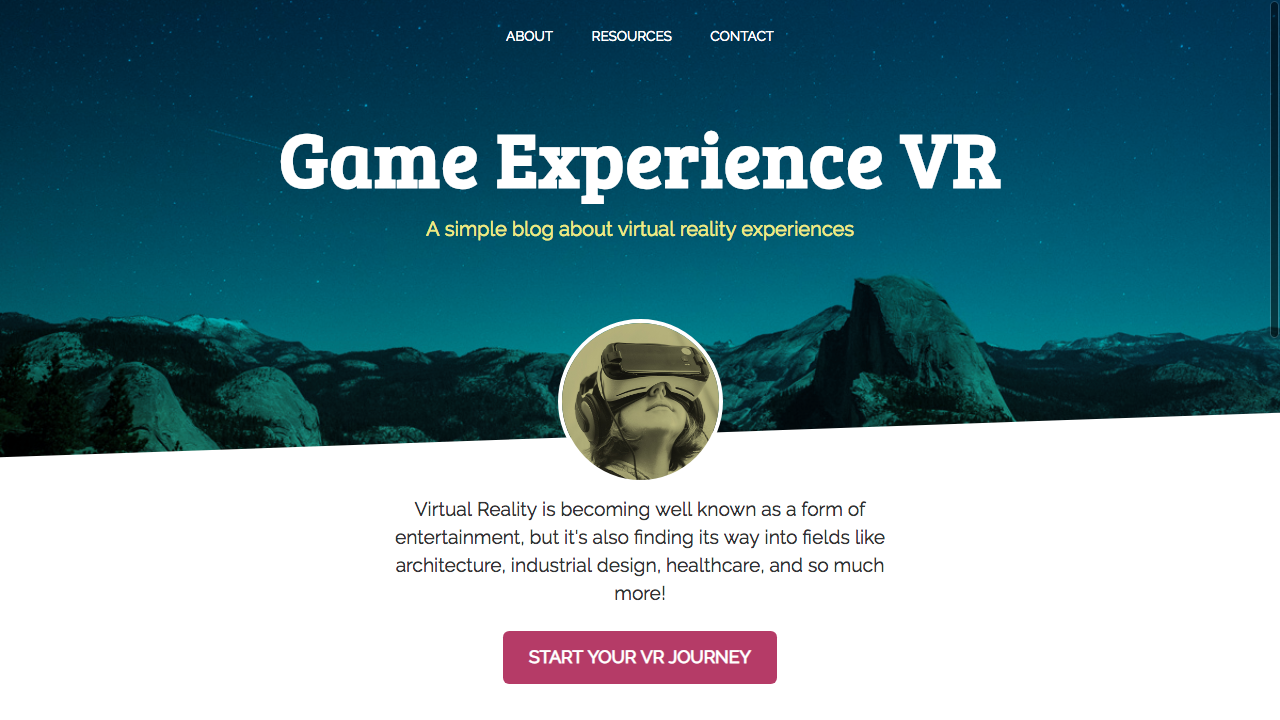 ABOUT RESOURCES CONTACT
Game Experience VR
A simple blog about virtual reality experiences
Virtual Reality is becoming well known as a form of
entertainment, but it's also finding its way into fields like
architecture, industrial design, healthcare, and so much
more!
START YOUR VR JOURNEY